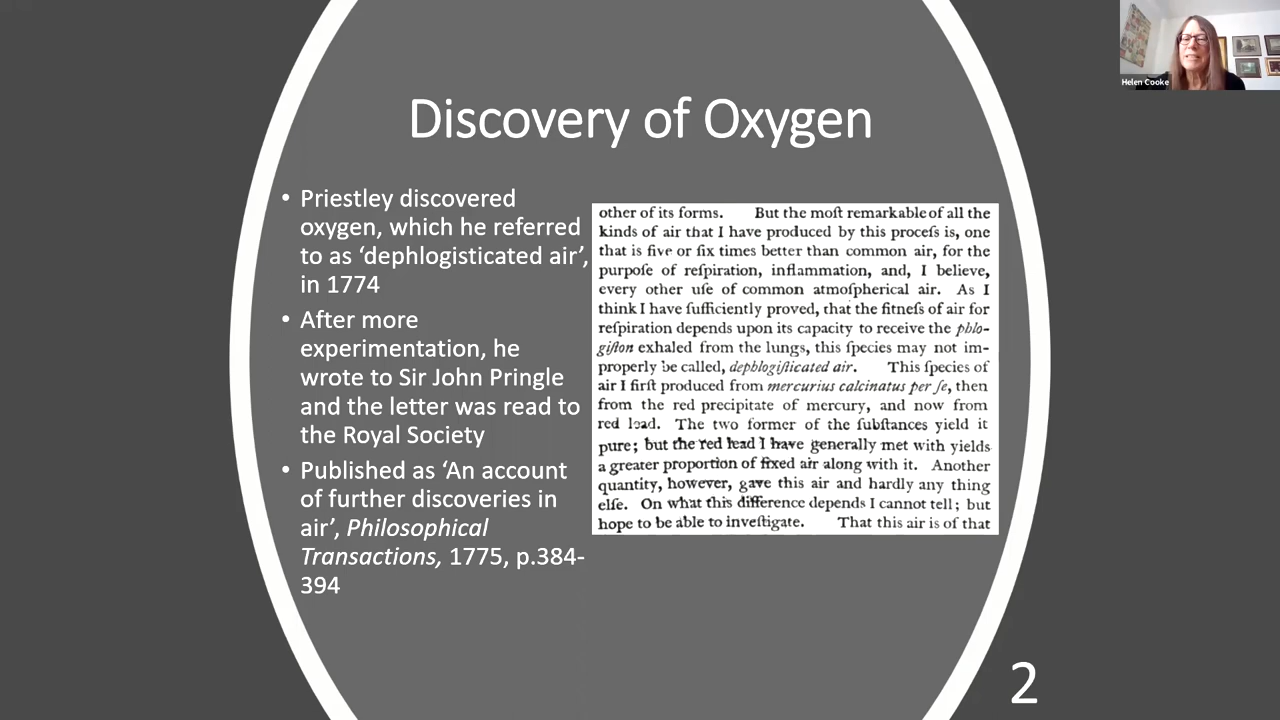 Helen Cooke
Discovery of Oxygen
• Priestley discovered
oxygen, which he referred
to as ‘dephlogisticated air’,
in 1774
• After more
experimentation, he
wrote to Sir John Pringle
and the letter was read to
the Royal Society
• Published as ‘An account
of further discoveries in
air’, Philosophical
Transactions, 1775, p.384-
394
other of its forms. But the moſt remarkable of all the
kinds of air that I have produced by this proceſs is, one
that is five or ſix times better than common air, for the
purpoſe of reſpiration, inflammation, and, I believe,
every other uſe of common atmoſpherical air. As I
think I have ſufficiently proved, that the fitneſs of air for
reſpiration depends upon its capacity to receive the phlo-
giſton exhaled from the lungs, this ſpecies may not im-
properly be called, dephlogiſticated air. This ſpecies of
air I firſt produced from mercurius calcinatus per ſe, then
from the red precipitate of mercury, and now from
red lead. The two former of the ſubſtances yield it
pure; but the red lead I have generally met with yields
a greater proportion of fixed air along with it. Another
quantity, however, gave this air and hardly any thing
elſe. On what this difference depends I cannot tell; but
hope to be able to inveſtigate. That this air is of that
2